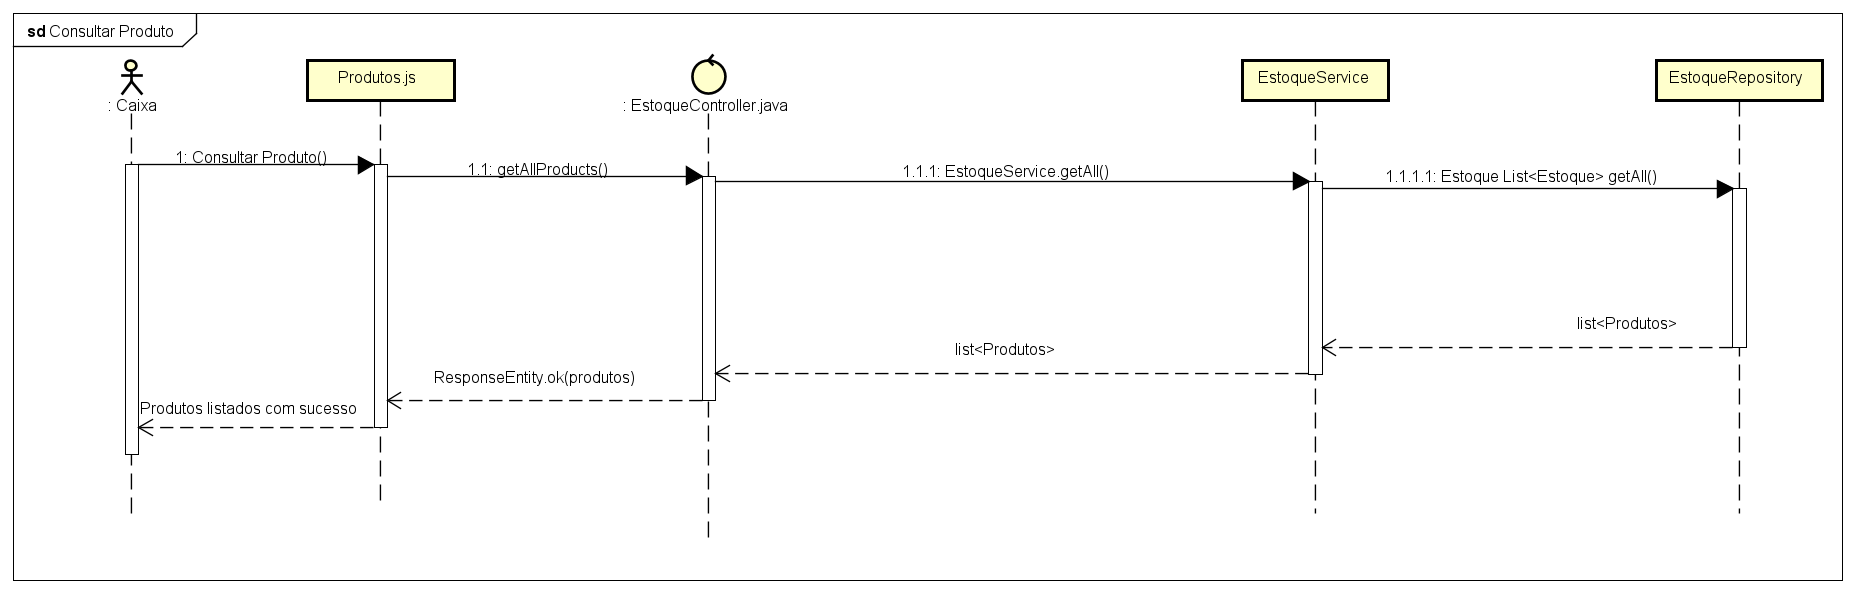 sd Consultar Produto
Produtos.js
EstoqueService
EstoqueRepository
: Caixa
: EstoqueController.java
1: Consultar Produto()
1.1: getAllProducts()
1.1.1: EstoqueService.getAll()
1.1.1.1: Estoque List<Estoque> getAll()
list<Produtos>
list<Produtos>
ResponseEntity.ok(produtos)
Produtos listados com sucesso